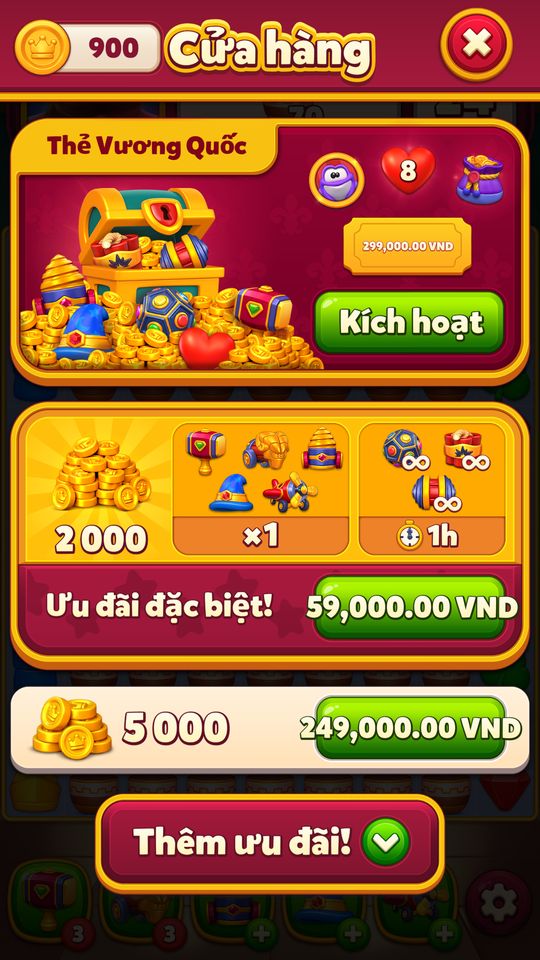 900
Cửa hàng
Thẻ Vương Quốc
8
299,000.00 VND
Kích hoạt
2 000
×1
∞
∞
∞
1h
Ưu đãi đặc biệt!
59,000.00 VND
5 000
249,000.00 VND
Thêm ưu đãi!
3
3